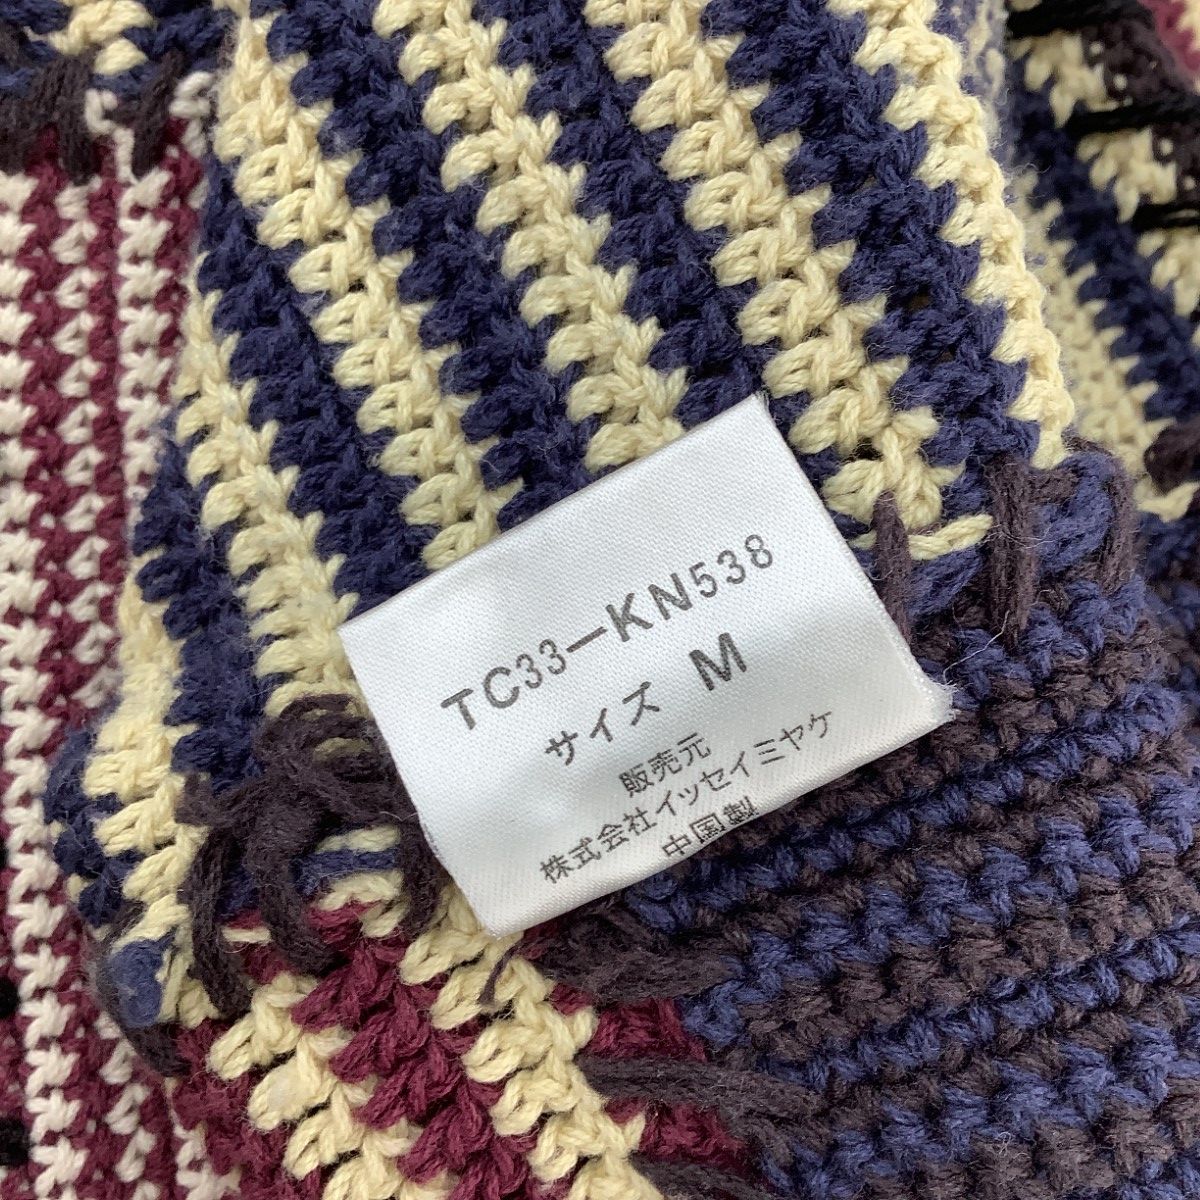 TC33-KN538
サイズ M
販売元
株式会社イッセイミヤケ
中国製